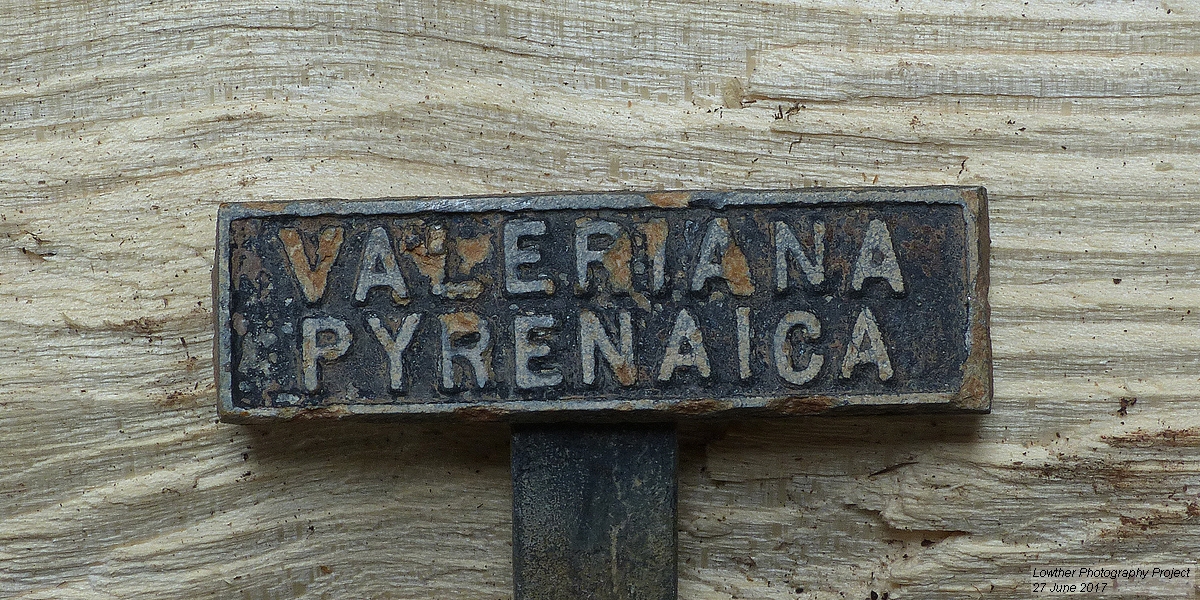 VALERIANA
PYRENAICA
Lowther Photography Project
27 June 2017